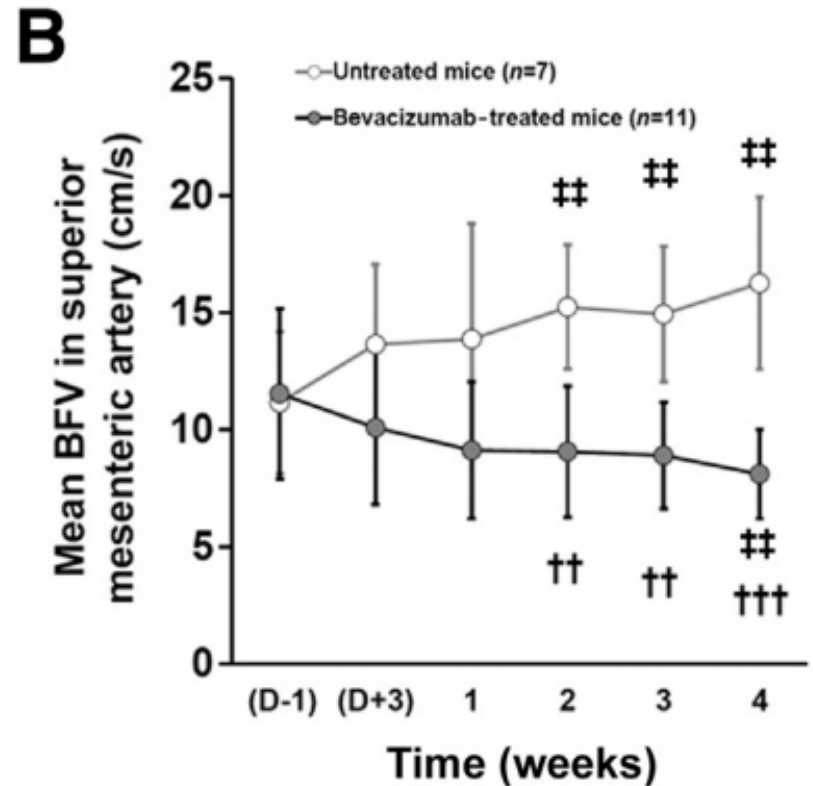 B
Untreated mice (n=7)
Bevacizumab-treated mice (n=11)
25
20
15
10
5
0
Mean BFV in superior
mesenteric artery (cm/s)
‡‡
‡‡
‡‡
††
††
‡‡
†††
(D-1) (D+3) 1 2 3 4
Time (weeks)